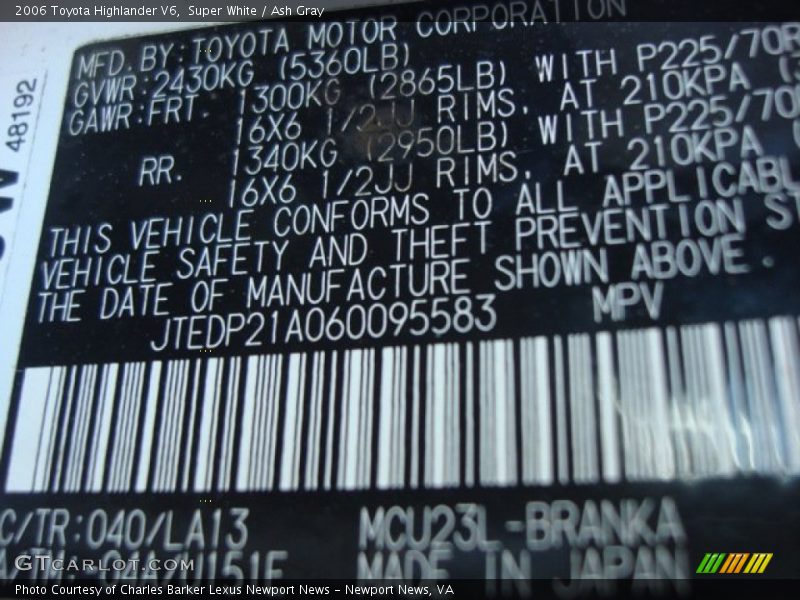 2006 Toyota Highlander V6,  Super White / Ash Gray
MFD. BY: TOYOTA MOTOR CORPORATION
GVWR: 2430KG (5360LB)
GAWR: FRT. 1300KG (2865LB) WITH P225/70R
16X6 1/2JJ RIMS, AT 210KPA (
RR. 1340KG (2950LB) WITH P225/70
16X6 1/2JJ RIMS, AT 210KPA (
THIS VEHICLE CONFORMS TO ALL APPLICABL
VEHICLE SAFETY AND THEFT PREVENTION ST
THE DATE OF MANUFACTURE SHOWN ABOVE.
JTEDP21A060095583 MPV
48192
C/TR: 040/LA13 MCU23L-BRANKA
MADE IN JAPAN
GTCARLOT.COM
Photo Courtesy of Charles Barker Lexus Newport News – Newport News, VA